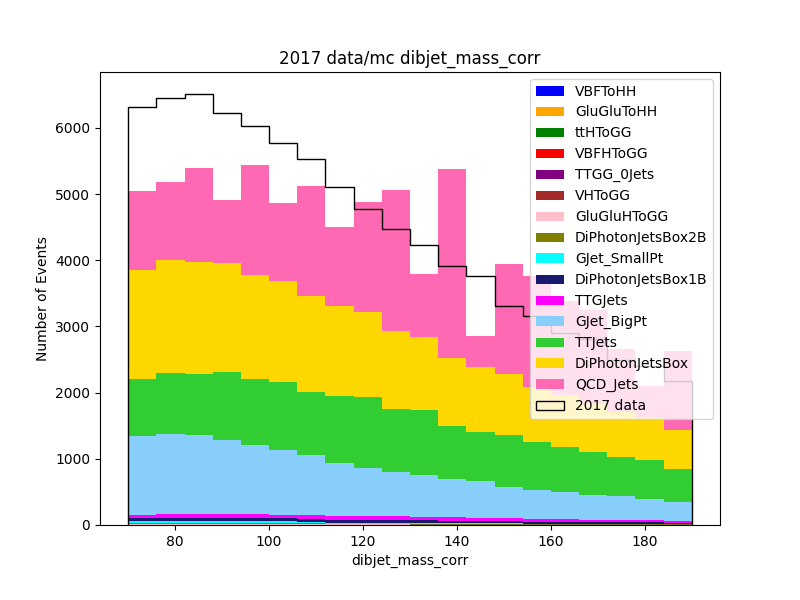 2017 data/mc dibjet_mass_corr
Number of Events
6000
5000
4000
3000
2000
1000
0
80
100
120
140
160
180
dibjet_mass_corr
VBFToHH
GluGluToHH
ttHToGG
VBFHToGG
TTGG_0Jets
VHToGG
GluGluHToGG
DiPhotonJetsBox2B
GJet_SmallPt
DiPhotonJetsBox1B
TTGJets
GJet_BigPt
TTJets
DiPhotonJetsBox
QCD_Jets
2017 data